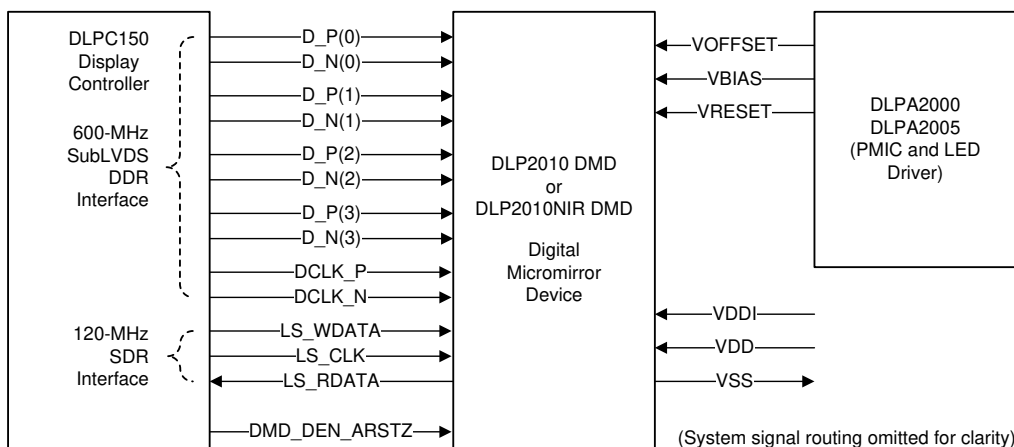 DLPC150
Display
Controller
600-MHz
SubLVDS
DDR
Interface
120-MHz
SDR
Interface
D_P(0)
D_N(0)
D_P(1)
D_N(1)
D_P(2)
D_N(2)
D_P(3)
D_N(3)
DCLK_P
DCLK_N
LS_WDATA
LS_CLK
LS_RDATA
DMD_DEN_ARSTZ
DLP2010 DMD
or
DLP2010NIR DMD
Digital
Micromirror
Device
VOFFSET
VBIAS
VRESET
VDDI
VDD
VSS
DLPA2000
DLPA2005
(PMIC and LED
Driver)
(System signal routing omitted for clarity)